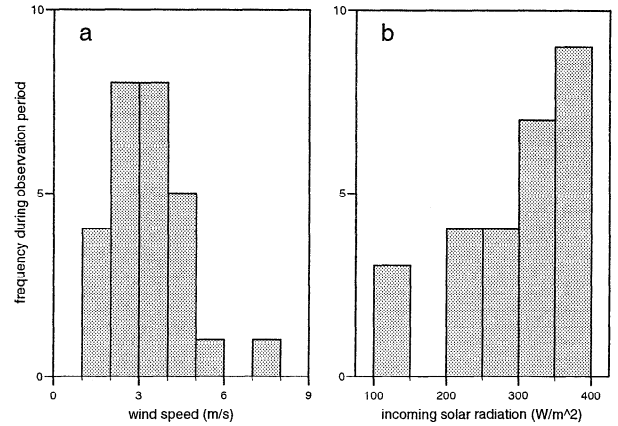 a
b
10
5
0
frequency during observation period
0 3 6 9
wind speed (m/s)
10
5
0
100 200 300 400
incoming solar radiation (W/m^2)